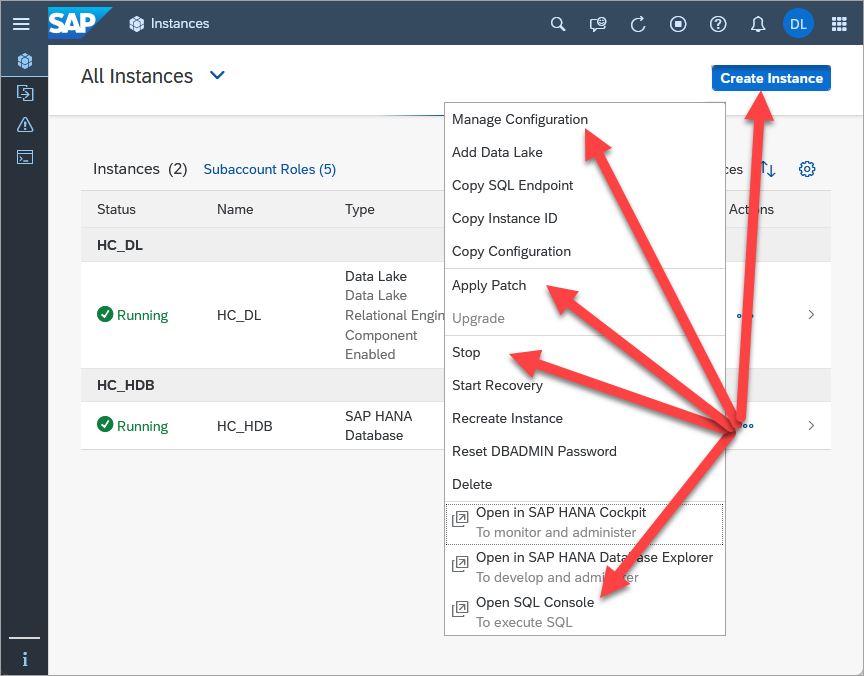 SAP Instances DL
All Instances
Create Instance
Instances (2) Subaccount Roles (5)
Status Name Type Actions
HC_DL
Running HC_DL
Data Lake
Data Lake
Relational Engin
Component
Enabled
HC_HDB
Running HC_HDB
SAP HANA
Database
Manage Configuration
Add Data Lake
Copy SQL Endpoint
Copy Instance ID
Copy Configuration
Apply Patch
Upgrade
Stop
Start Recovery
Recreate Instance
Reset DBADMIN Password
Delete
Open in SAP HANA Cockpit
To monitor and administer
Open in SAP HANA Database Explorer
To develop and administer
Open SQL Console
To execute SQL